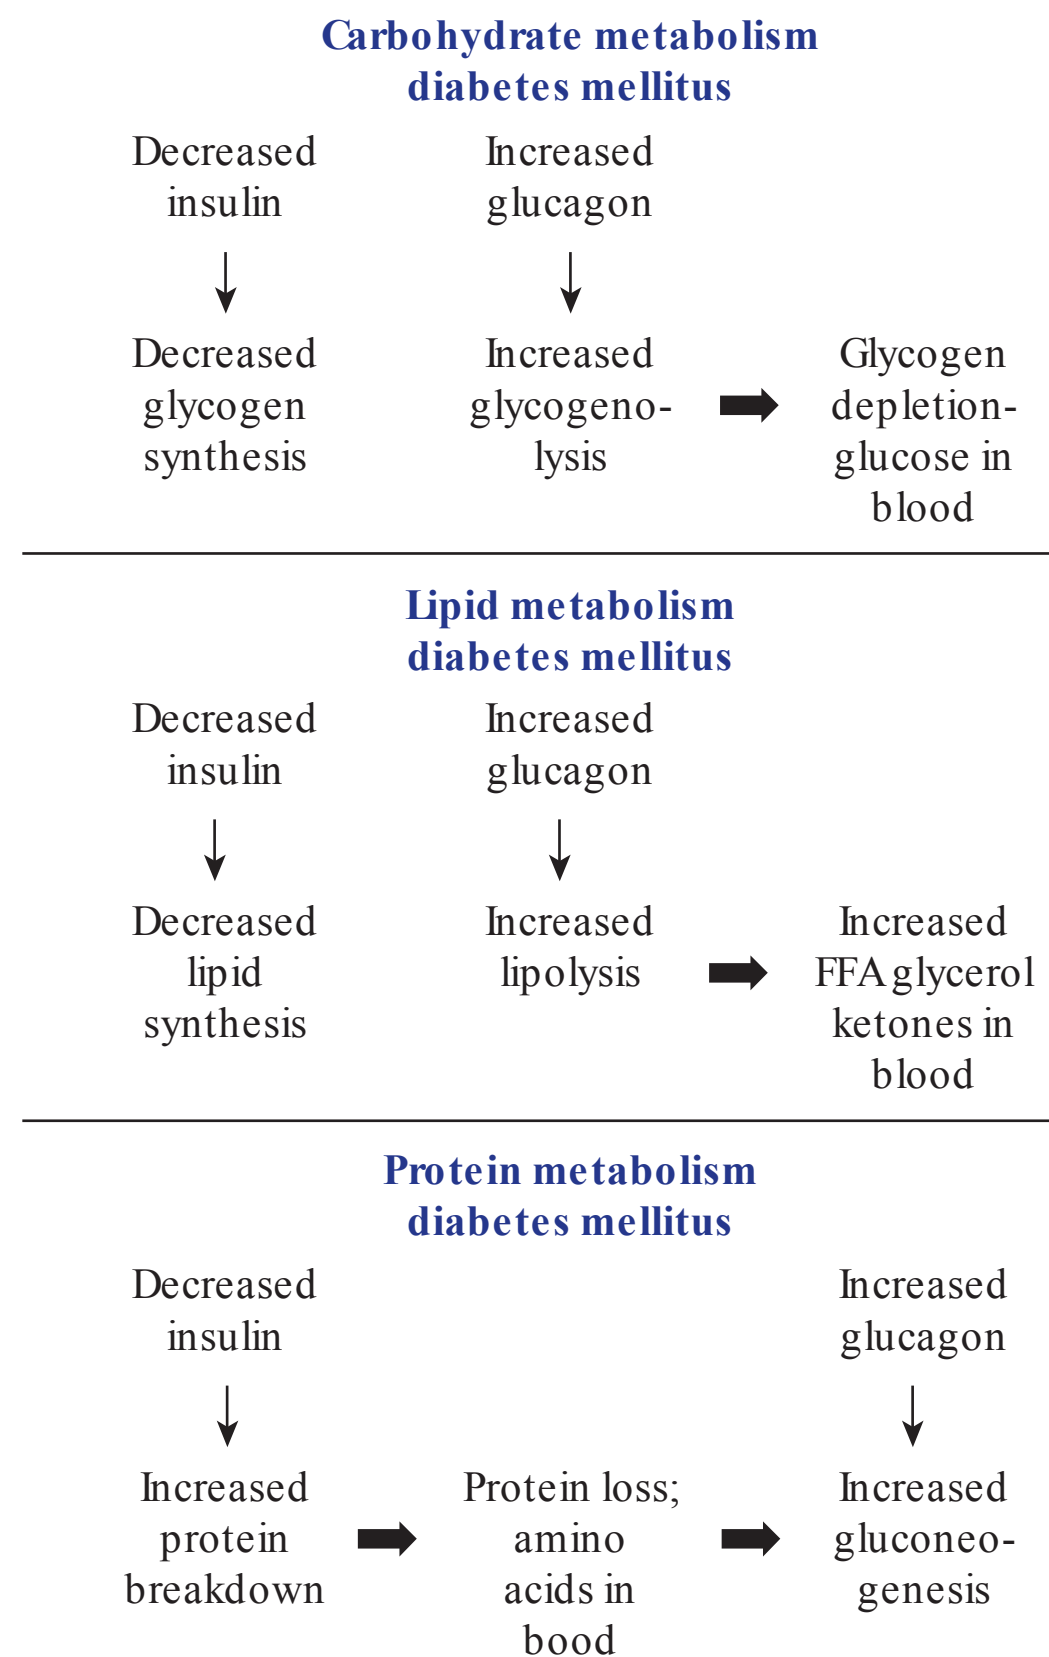 Carbohydrate metabolism
diabetes mellitus
Decreased
insulin
Increased
glucagon
Decreased
glycogen
synthesis
Increased
glycogeno-
lysis
Glycogen
depletion-
glucose in
blood
Lipid metabolism
diabetes mellitus
Decreased
insulin
Increased
glucagon
Decreased
lipid
synthesis
Increased
lipolysis
Increased
FFA glycerol
ketones in
blood
Protein metabolism
diabetes mellitus
Decreased
insulin
Increased
glucagon
Increased
protein
breakdown
Protein loss;
amino
acids in
bood
Increased
gluconeo-
genesis